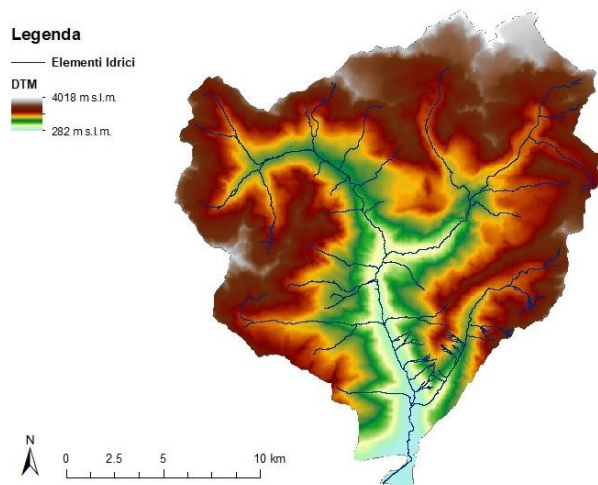 Legenda
Elementi Idrici
DTM
4018 m s.l.m.
282 m s.l.m.
N
0 2.5 5 10 km